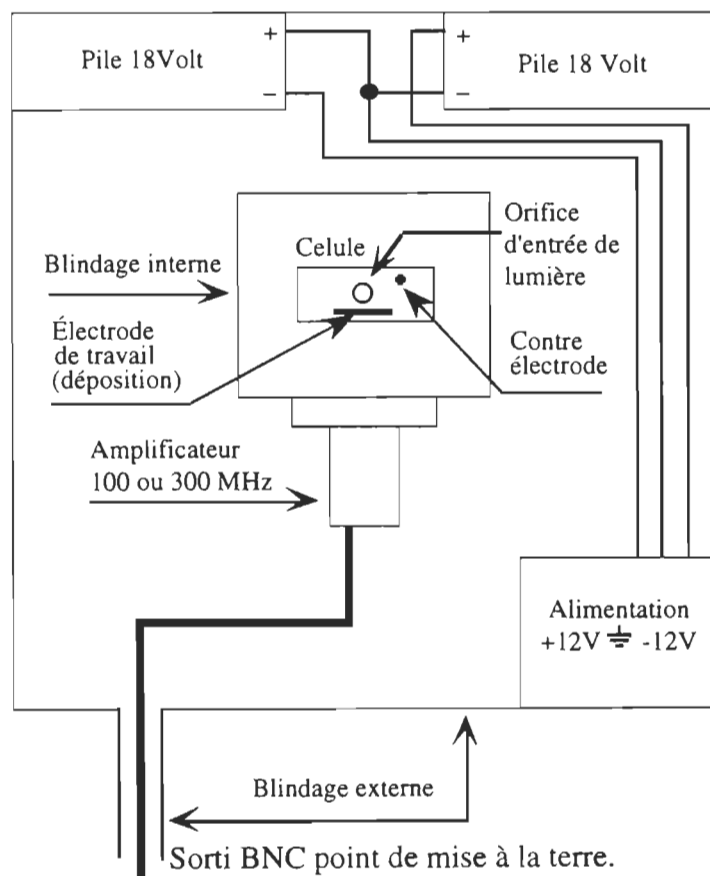 Pile 18Volt
+
−
+
−
Pile 18 Volt
Orifice
d'entrée de
lumière
Celule
Blindage interne
Électrode
de travail
(déposition)
Contre
électrode
Amplificateur
100 ou 300 MHz
Alimentation
+12V -12V
Blindage externe
Sorti BNC point de mise à la terre.